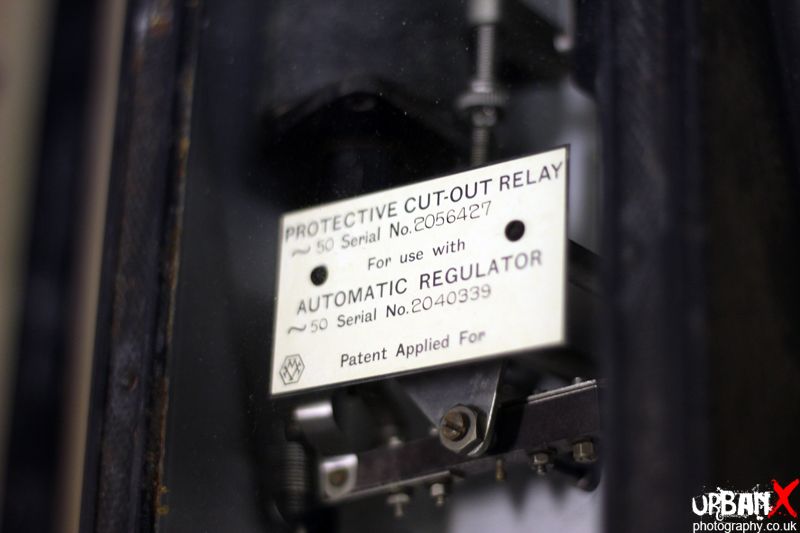 PROTECTIVE CUT-OUT RELAY
~ 50 Serial No. 2056427
For use with
AUTOMATIC REGULATOR
~ 50 Serial No. 2040339
Patent Applied For
URBANX
photography.co.uk